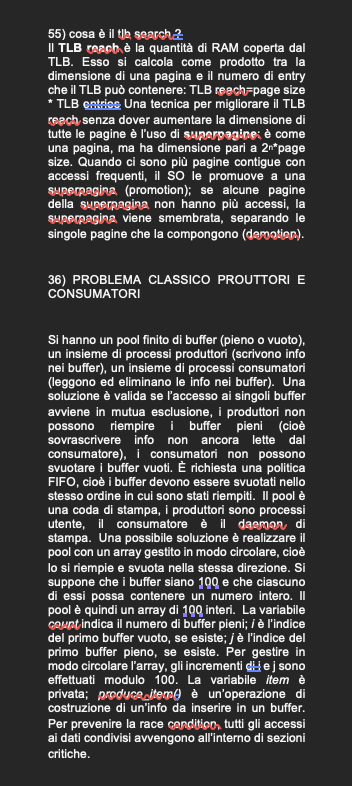 55) cosa è il tlb search ?
Il TLB reach è la quantità di RAM coperta dal
TLB. Esso si calcola come prodotto tra la
dimensione di una pagina e il numero di entry
che il TLB può contenere: TLB reach=page size
* TLB entries Una tecnica per migliorare il TLB
reach senza dover aumentare la dimensione di
tutte le pagine è l'uso di superpagine: è come
una pagina, ma ha dimensione pari a 2ⁿ*page
size. Quando ci sono più pagine contigue con
accessi frequenti, il SO le promuove a una
superpagina (promotion); se alcune pagine
della superpagina non hanno più accessi, la
superpagina viene smembrata, separando le
singole pagine che la compongono (demotion).
36) PROBLEMA CLASSICO PROUTTORI E
CONSUMATORI
Si hanno un pool finito di buffer (pieno o vuoto),
un insieme di processi produttori (scrivono info
nei buffer), un insieme di processi consumatori
(leggono ed eliminano le info nei buffer). Una
soluzione è valida se l'accesso ai singoli buffer
avviene in mutua esclusione, i produttori non
possono riempire i buffer pieni (cioè
sovrascrivere info non ancora lette dal
consumatore), i consumatori non possono
svuotare i buffer vuoti. È richiesta una politica
FIFO, cioè i buffer devono essere svuotati nello
stesso ordine in cui sono stati riempiti. Il pool è
una coda di stampa, i produttori sono processi
utente, il consumatore è il daemon di
stampa. Una possibile soluzione è realizzare il
pool con un array gestito in modo circolare, cioè
lo si riempie e svuota nella stessa direzione. Si
suppone che i buffer siano 100 e che ciascuno
di essi possa contenere un numero intero. Il
pool è quindi un array di 100 interi. La variabile
count indica il numero di buffer pieni; i è l'indice
del primo buffer vuoto, se esiste; j è l'indice del
primo buffer pieno, se esiste. Per gestire in
modo circolare l'array, gli incrementi di i e j sono
effettuati modulo 100. La variabile item è
privata; produce_item() è un'operazione di
costruzione di un'info da inserire in un buffer.
Per prevenire la race condition, tutti gli accessi
ai dati condivisi avvengono all'interno di sezioni
critiche.